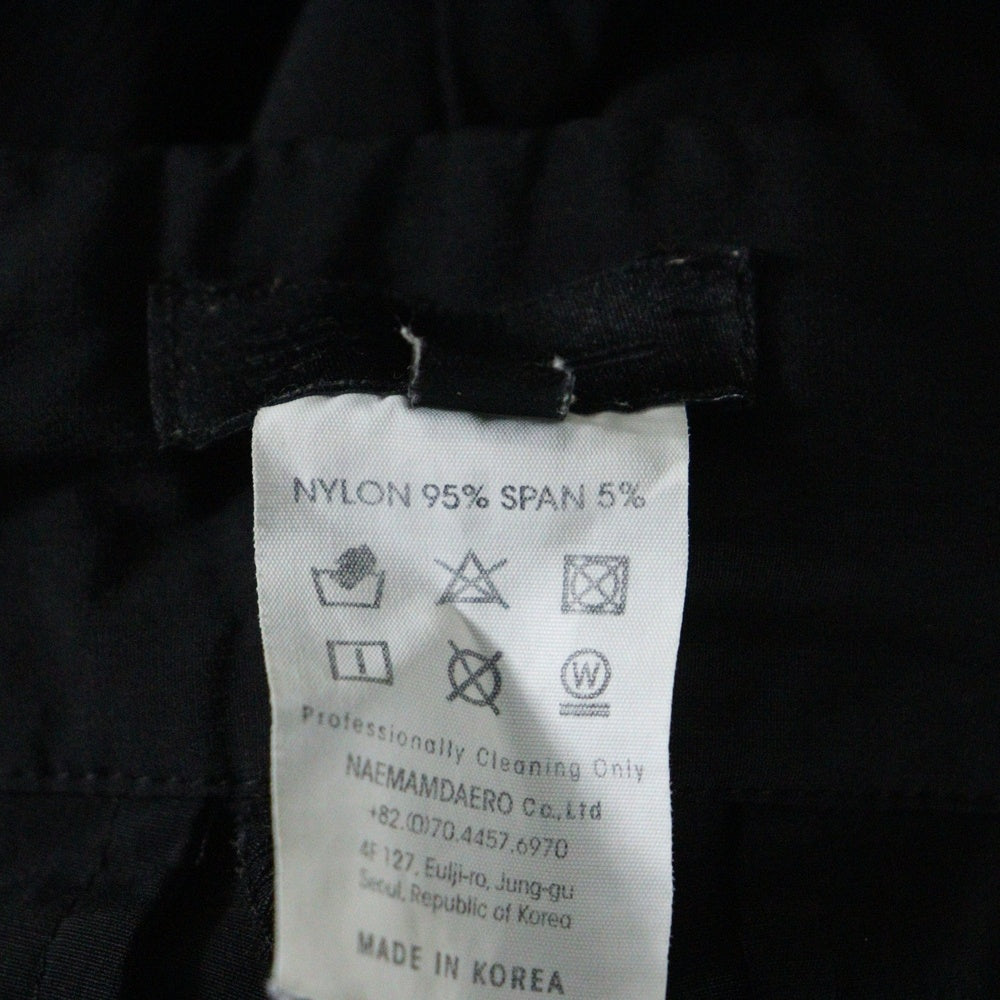 NYLON 95% SPAN 5%
W
Professionally Cleaning Only
NAEMAMDAERO Co.,Ltd
+82.(0)70.4457.6970
4F 127, Eulji-ro, Jung-gu
Seoul, Republic of Korea
MADE IN KOREA